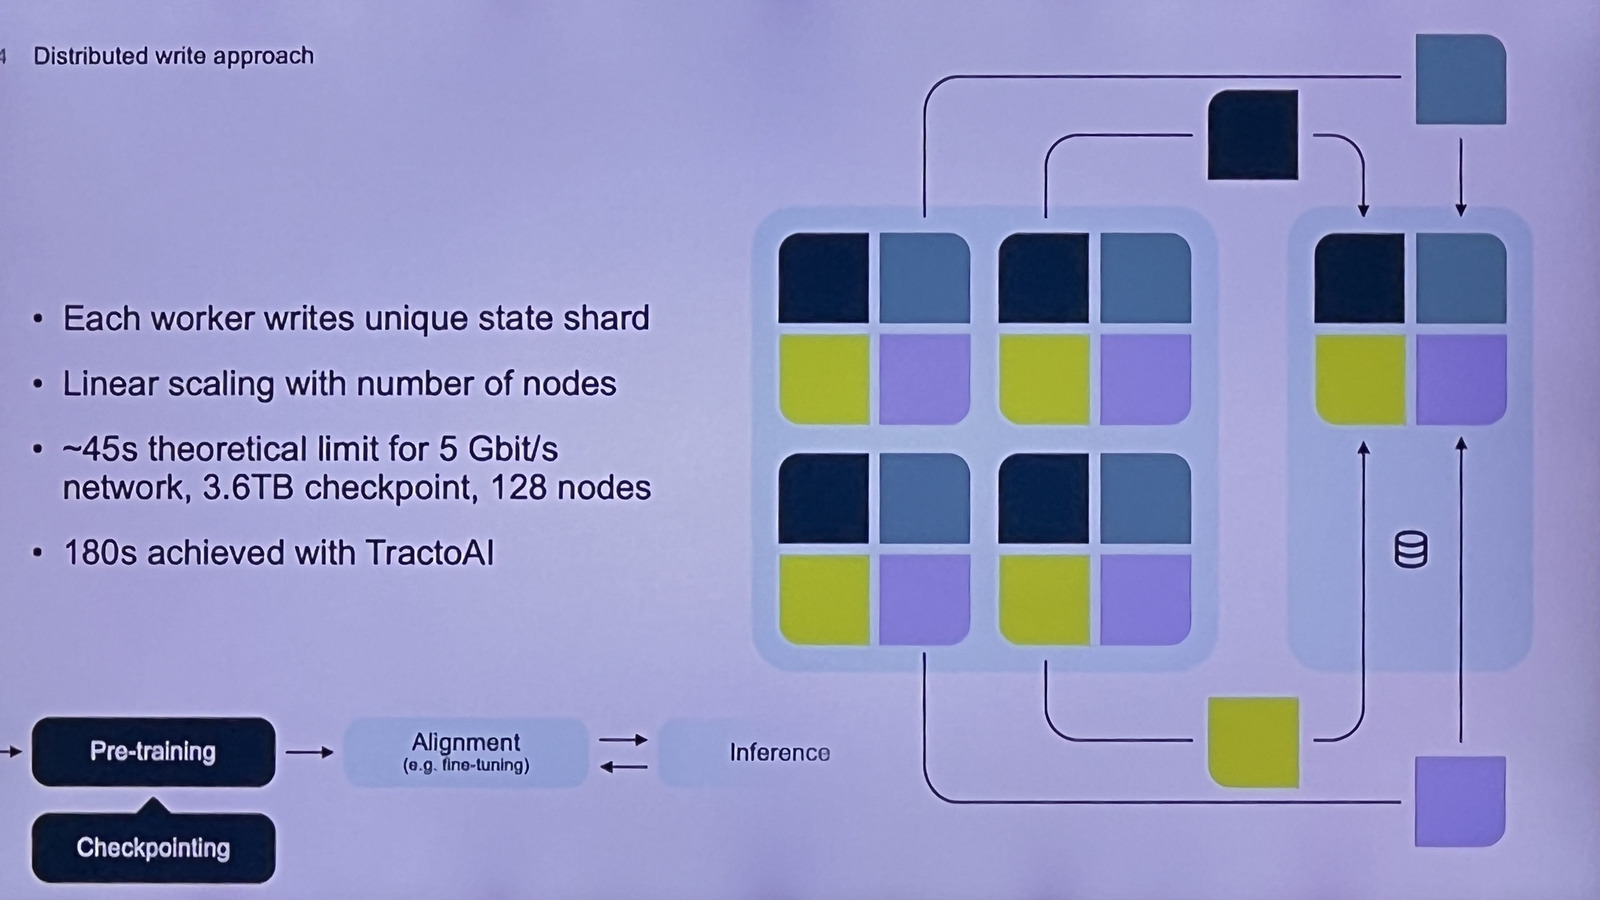 4 Distributed write approach
• Each worker writes unique state shard
• Linear scaling with number of nodes
• ~45s theoretical limit for 5 Gbit/s
network, 3.6TB checkpoint, 128 nodes
• 180s achieved with TractoAI
Pre-training
Alignment
(e.g. fine-tuning)
Inference
Checkpointing